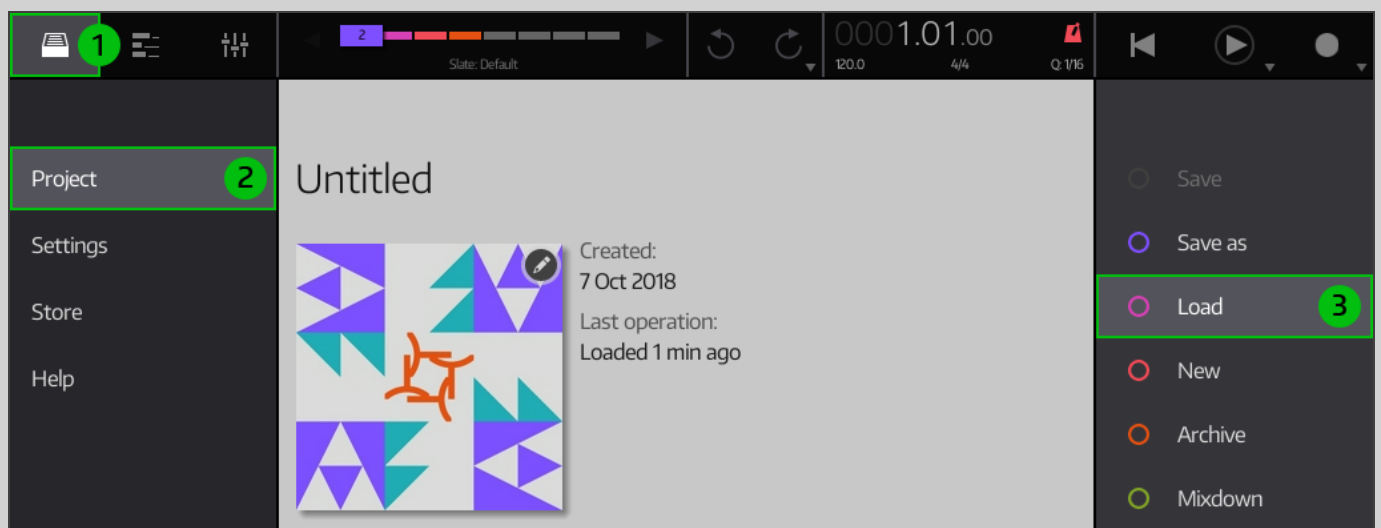 1
2
Slate: Default
0001.01.00
120.0
4/4
Q: 1/16
Project
2
Settings
Store
Help
Untitled
Created:
7 Oct 2018
Last operation:
Loaded 1 min ago
Save
Save as
Load
3
New
Archive
Mixdown